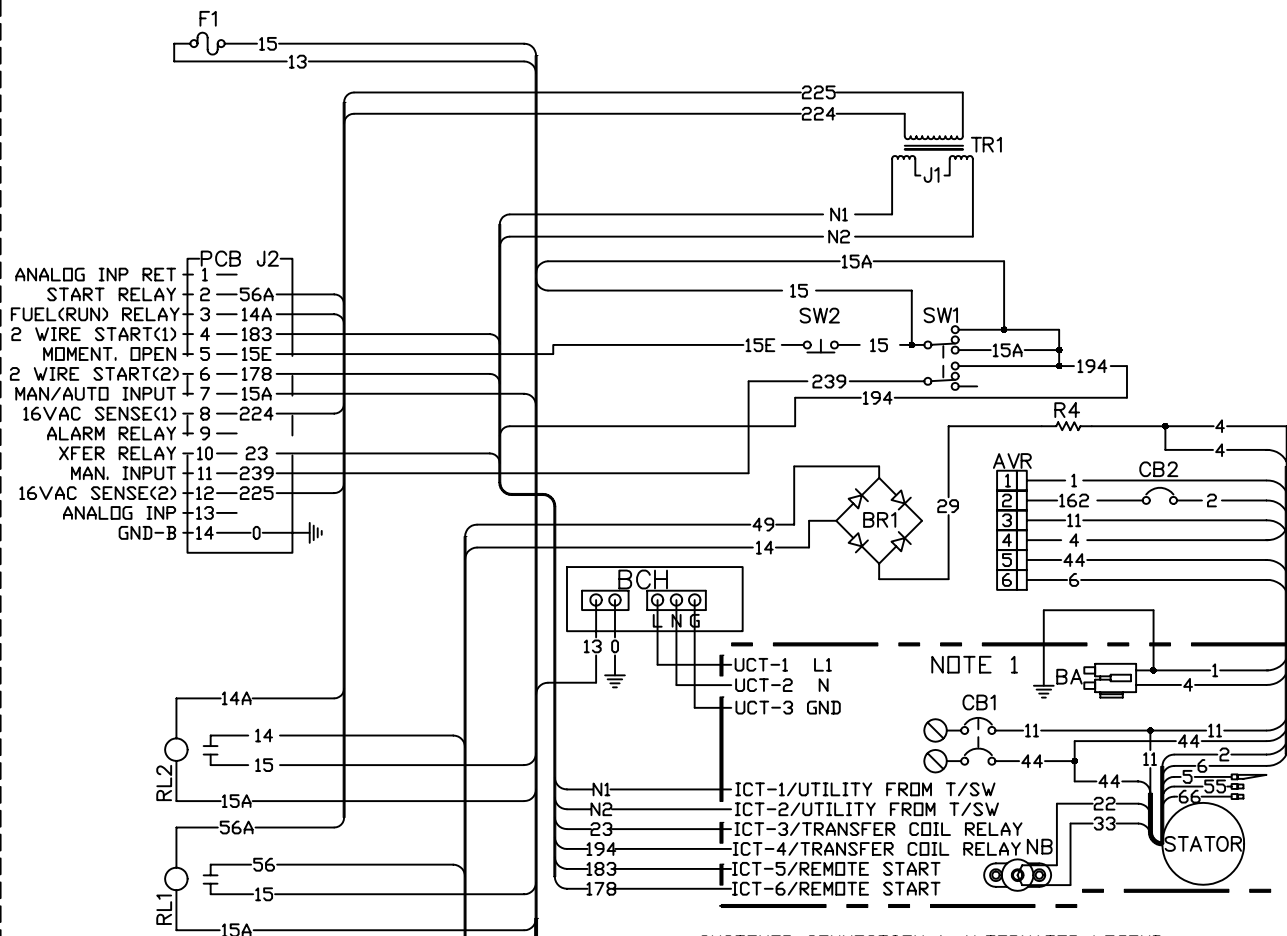 F1
15
13
225
224
TR1
J1
N1
N2
15A
15
PCB J2
ANALOG INP RET 1
START RELAY 2 56A
FUEL(RUN) RELAY 3 14A
2 WIRE START(1) 4 183
MOMENT. OPEN 5 15E
2 WIRE START(2) 6 178
MAN/AUTO INPUT 7 15A
16VAC SENSE(1) 8 224
ALARM RELAY 9
XFER RELAY 10 23
MAN. INPUT 11 239
16VAC SENSE(2) 12 225
ANALOG INP 13
GND-B 14 0
SW2 SW1
15E 15 15A
194
239
194
R4
4
4
AVR
1 1
2 162 2
3 11
4 4
5 44
6 6
CB2
29
BR1
49
14
BCH
L N G
13 0
UCT-1 L1
UCT-2 N
UCT-3 GND
NOTE 1
BA
1
4
CB1
11 11
44
44
11
2
6
5
55
66
44
22
33
STATOR
NB
14A
14
15
RL2
15A
56A
56
15
RL1
15A
N1 ICT-1/UTILITY FROM T/SW
N2 ICT-2/UTILITY FROM T/SW
23 ICT-3/TRANSFER COIL RELAY
194 ICT-4/TRANSFER COIL RELAY
183 ICT-5/REMOTE START
178 ICT-6/REMOTE START